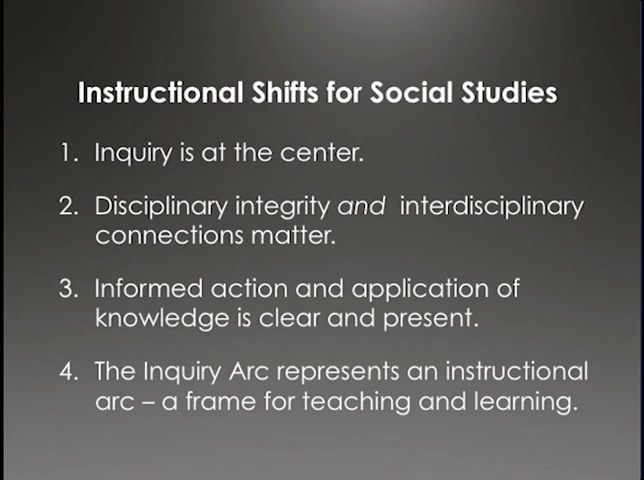 Instructional Shifts for Social Studies
1. Inquiry is at the center.
2. Disciplinary integrity and interdisciplinary
connections matter.
3. Informed action and application of
knowledge is clear and present.
4. The Inquiry Arc represents an instructional
arc – a frame for teaching and learning.